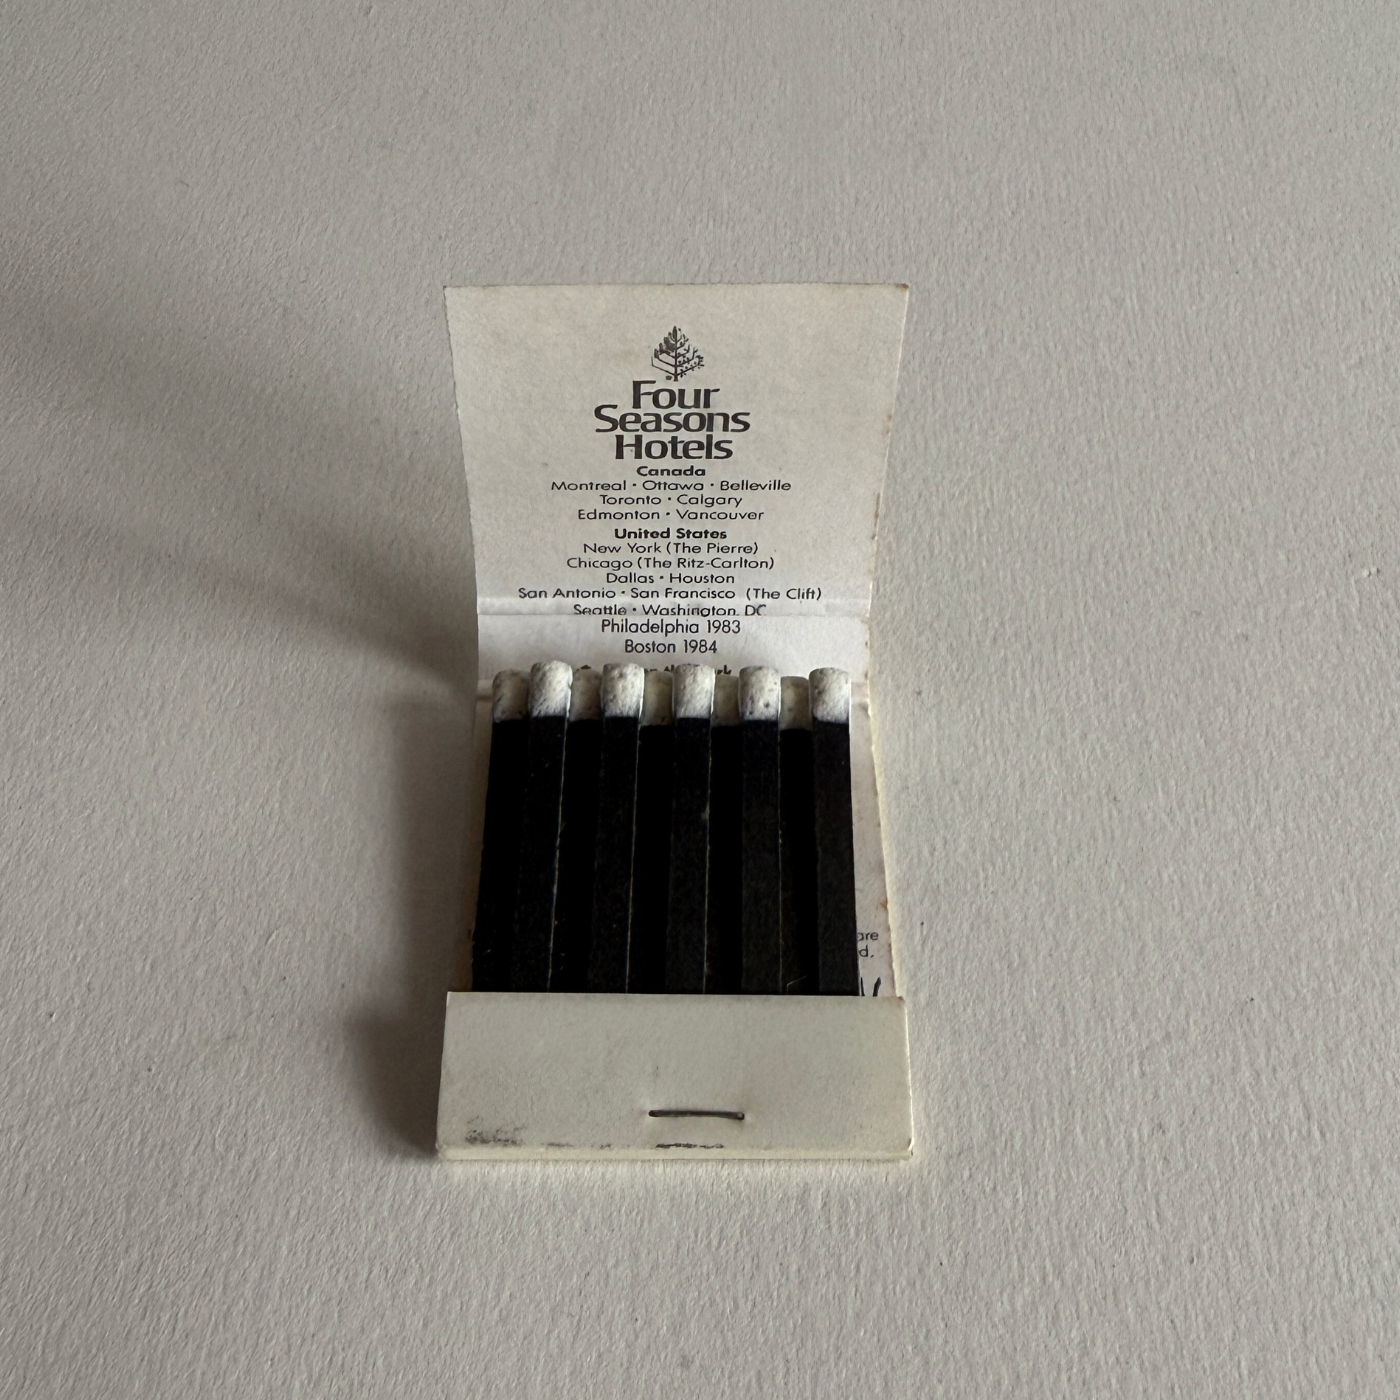 Four
Seasons
Hotels
Canada
Montreal • Ottawa • Belleville
Toronto • Calgary
Edmonton • Vancouver
United States
New York (The Pierre)
Chicago (The Ritz-Carlton)
Dallas • Houston
San Antonio • San Francisco (The Clift)
Seattle • Washington, DC
Philadelphia 1983
Boston 1984